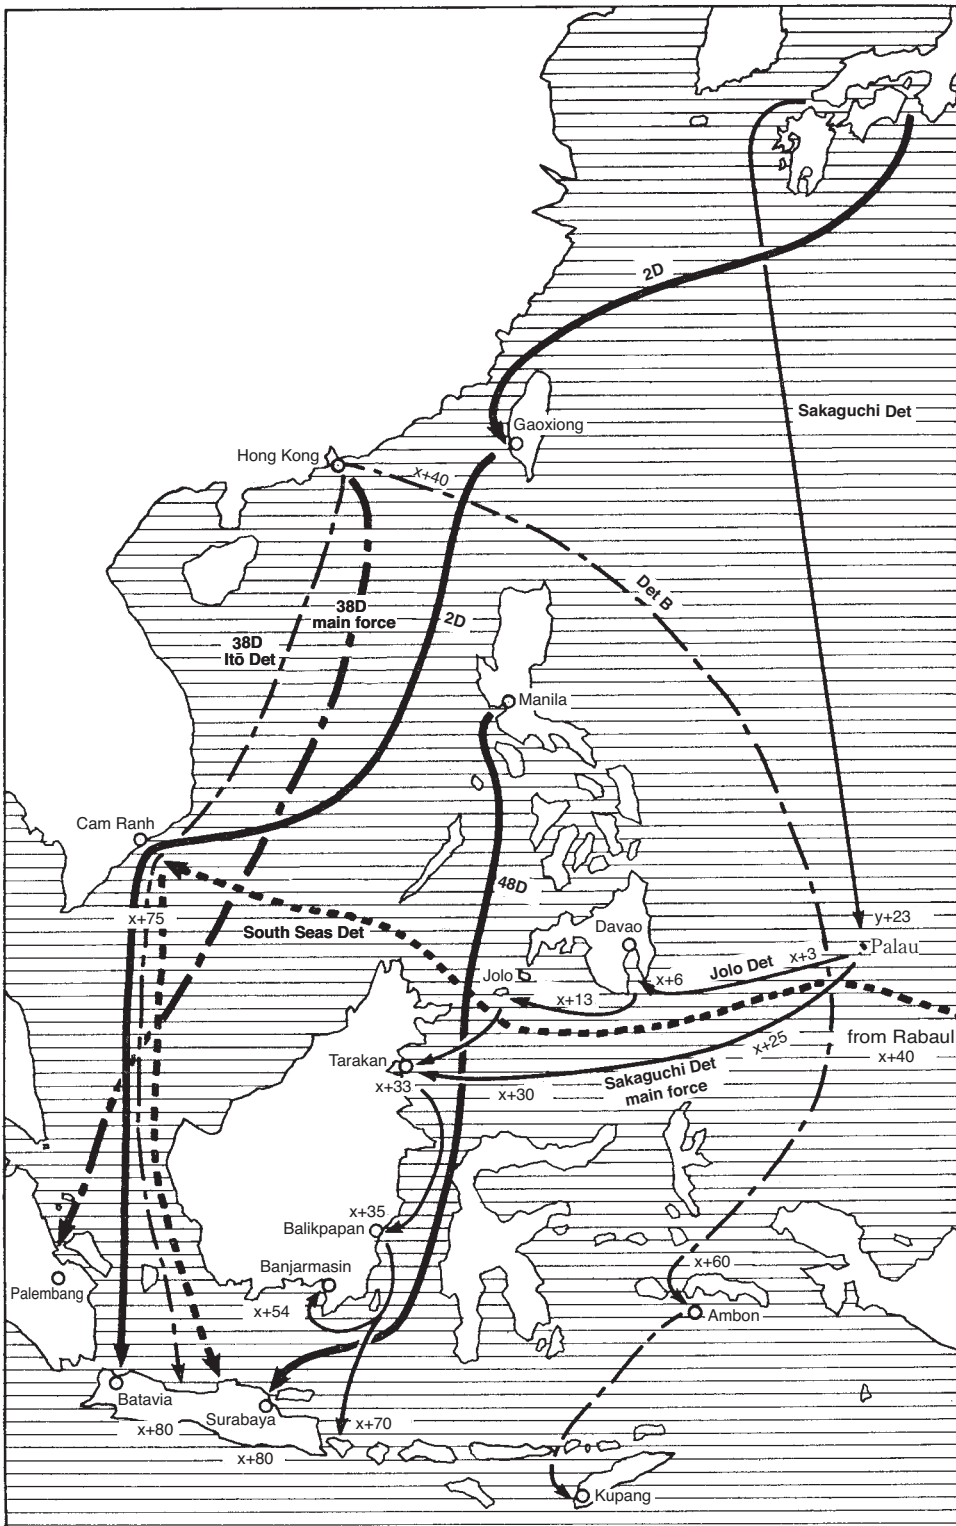 2D
Sakaguchi Det
Gaoxiong
Hong Kong
x+40
Det B
38D
main force
2D
38D
Itō Det
Manila
Cam Ranh
48D
x+75
y+23
South Seas Det
Davao
Palau
x+3
Jolo Det
Jolo
x+6
x+13
from Rabaul
x+40
x+25
Tarakan
Sakaguchi Det
main force
x+33
x+30
x+35
Balikpapan
x+60
Banjarmasin
Palembang
x+54
Ambon
Batavia
Surabaya
x+80
x+70
x+80
Kupang